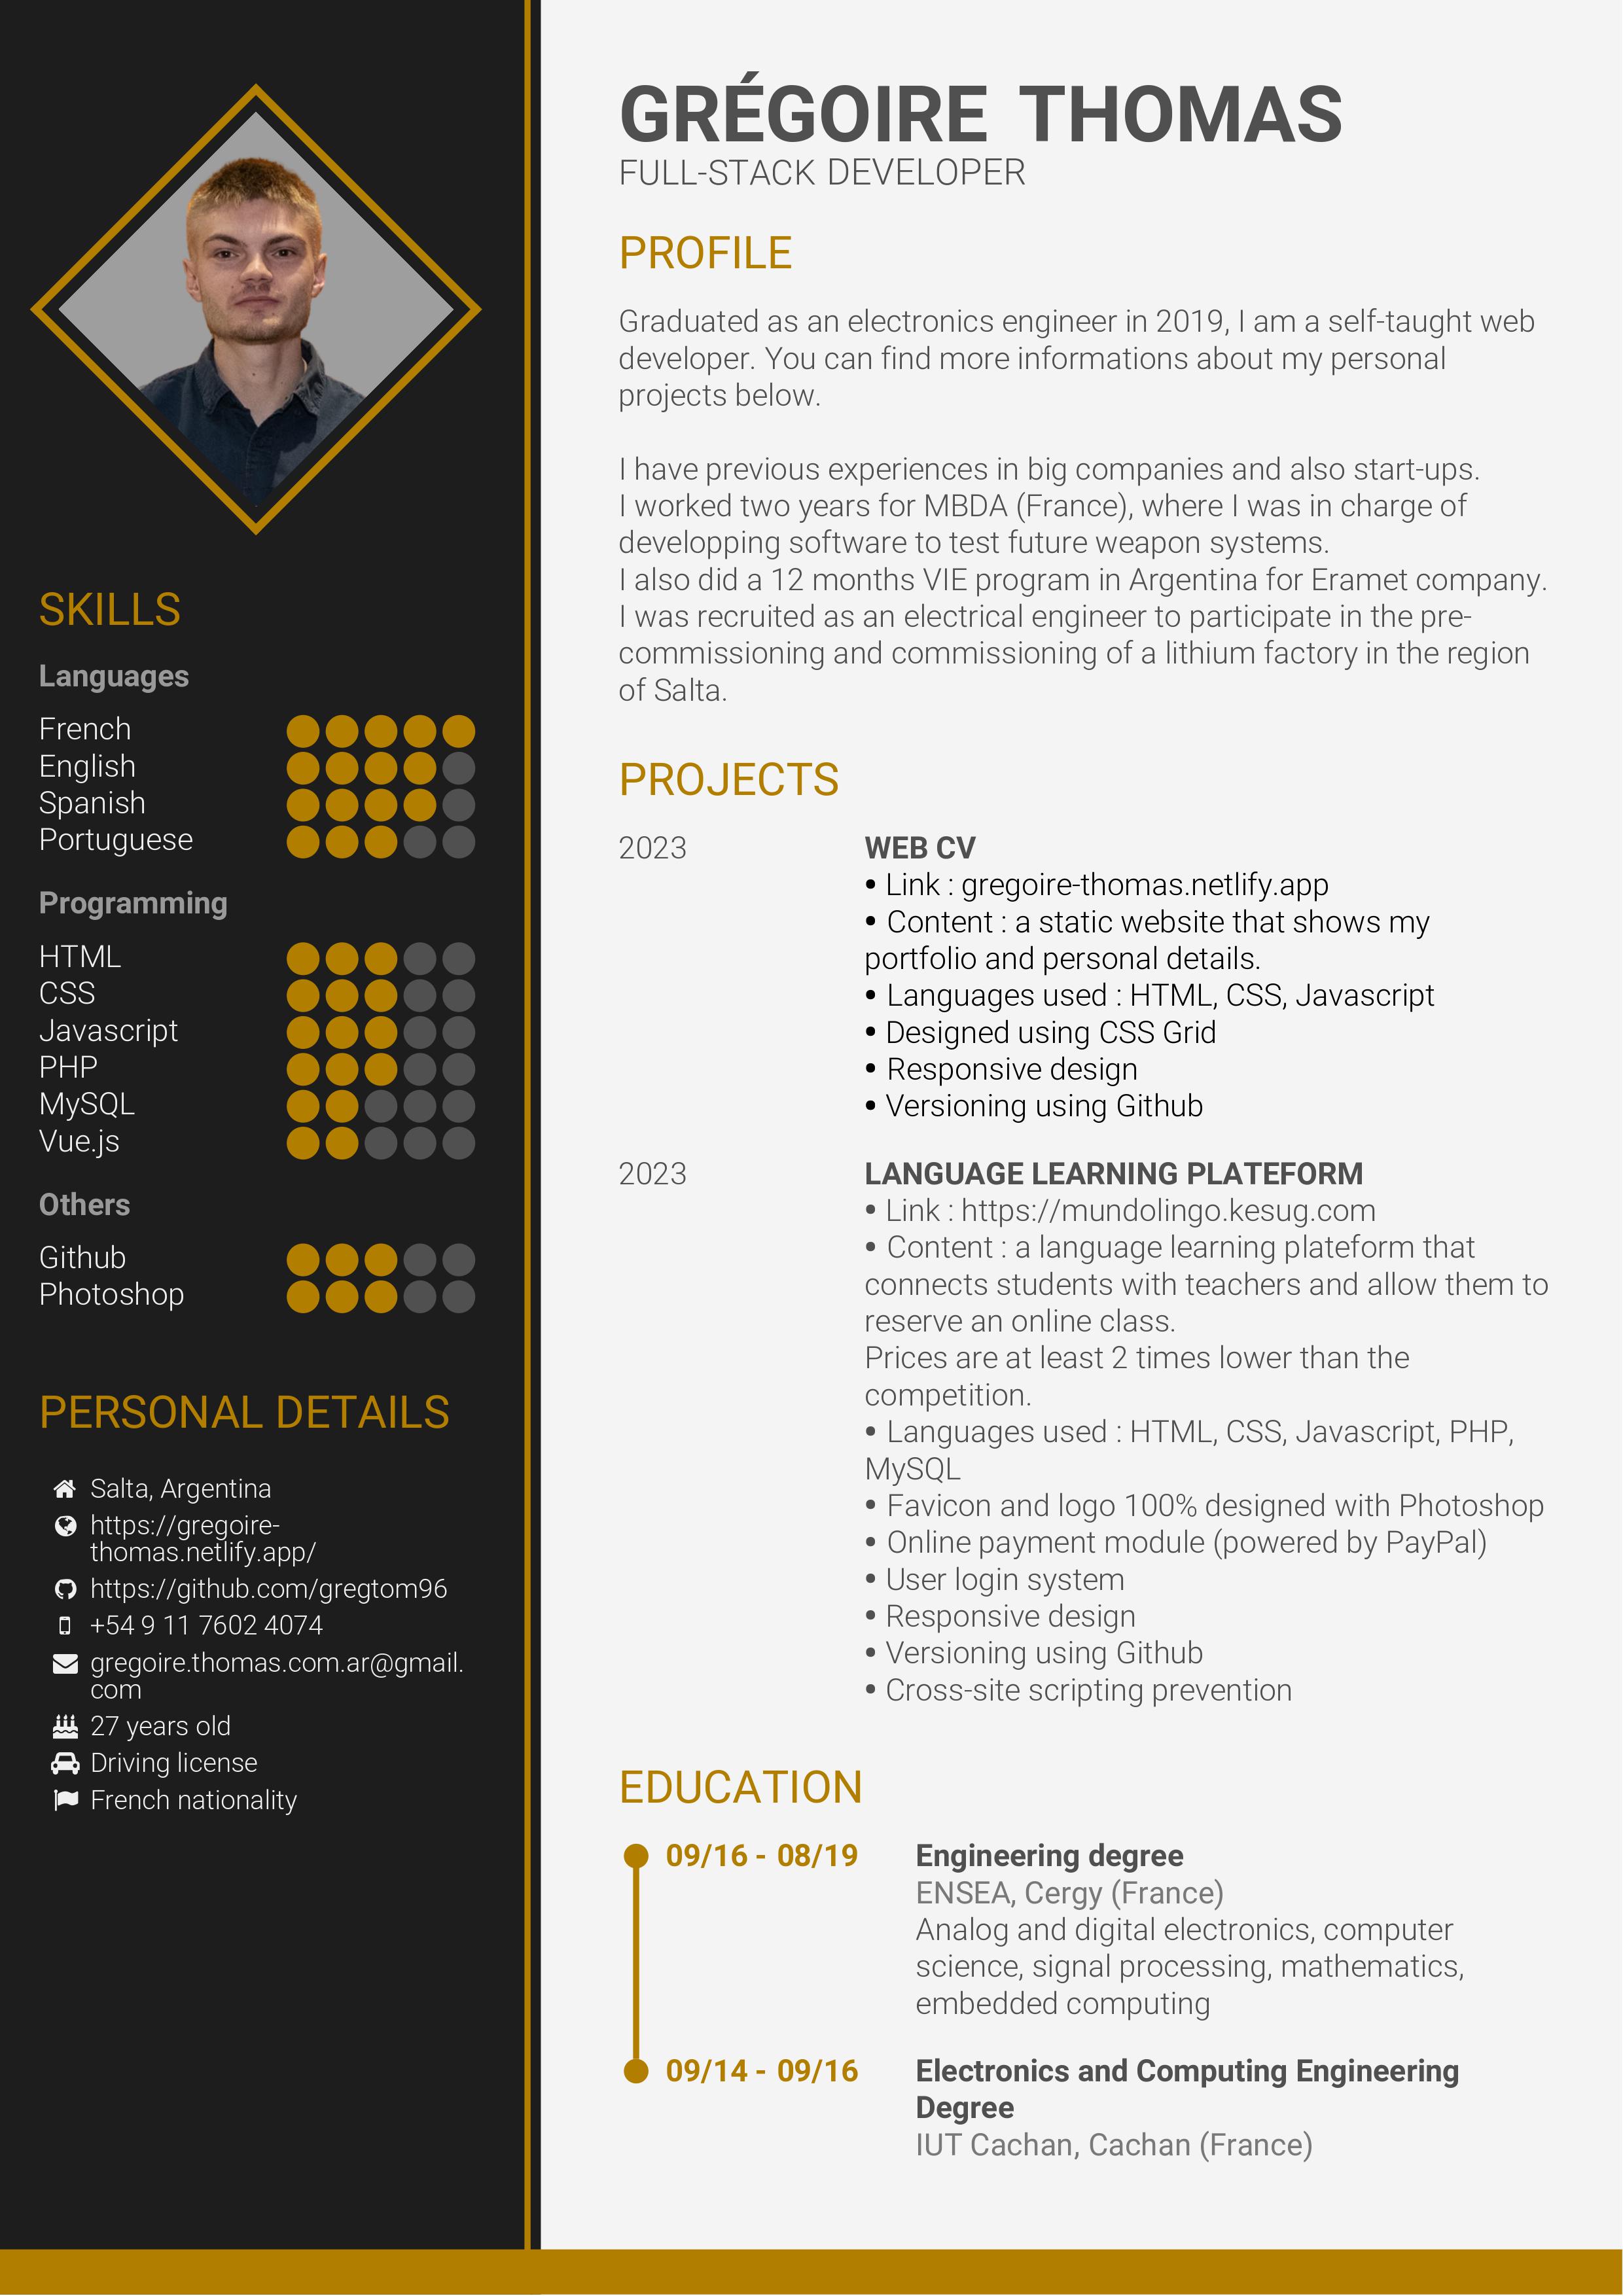 GRÉGOIRE THOMAS
FULL-STACK DEVELOPER
PROFILE
Graduated as an electronics engineer in 2019, I am a self-taught web
developer. You can find more informations about my personal
projects below.
I have previous experiences in big companies and also start-ups.
I worked two years for MBDA (France), where I was in charge of
developping software to test future weapon systems.
I also did a 12 months VIE program in Argentina for Eramet company.
I was recruited as an electrical engineer to participate in the pre-
commissioning and commissioning of a lithium factory in the region
of Salta.
PROJECTS
2023
WEB CV
• Link : gregoire-thomas.netlify.app
• Content : a static website that shows my
portfolio and personal details.
• Languages used : HTML, CSS, Javascript
• Designed using CSS Grid
• Responsive design
• Versioning using Github
2023
LANGUAGE LEARNING PLATEFORM
• Link : https://mundolingo.kesug.com
• Content : a language learning plateform that
connects students with teachers and allow them to
reserve an online class.
Prices are at least 2 times lower than the
competition.
• Languages used : HTML, CSS, Javascript, PHP,
MySQL
• Favicon and logo 100% designed with Photoshop
• Online payment module (powered by PayPal)
• User login system
• Responsive design
• Versioning using Github
• Cross-site scripting prevention
EDUCATION
09/16 - 08/19
Engineering degree
ENSEA, Cergy (France)
Analog and digital electronics, computer
science, signal processing, mathematics,
embedded computing
09/14 - 09/16
Electronics and Computing Engineering
Degree
IUT Cachan, Cachan (France)
SKILLS
Languages
French
English
Spanish
Portuguese
Programming
HTML
CSS
Javascript
PHP
MySQL
Vue.js
Others
Github
Photoshop
PERSONAL DETAILS
Salta, Argentina
https://gregoire-
thomas.netlify.app/
https://github.com/gregtom96
+54 9 11 7602 4074
gregoire.thomas.com.ar@gmail.
com
27 years old
Driving license
French nationality